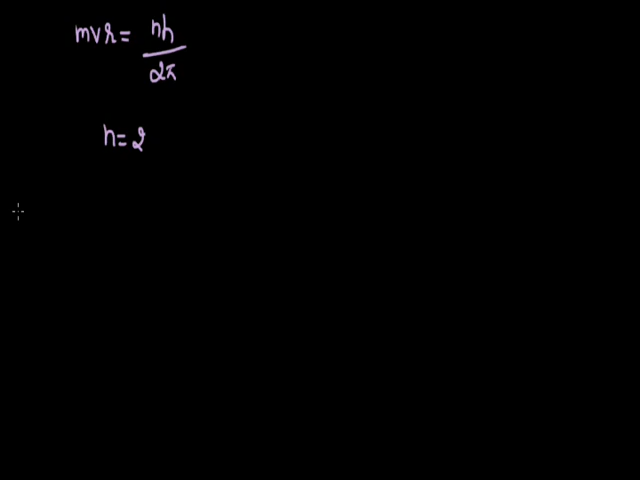 mvr = nh/2π
n = 2